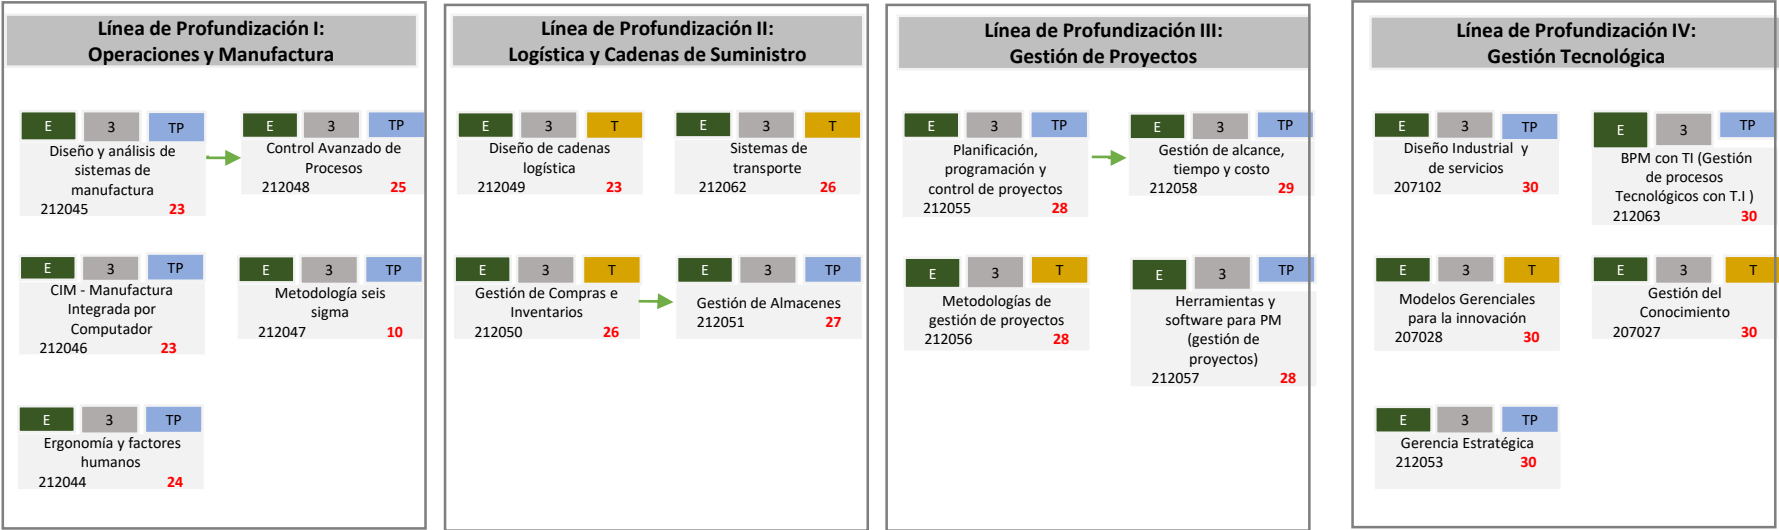 Línea de Profundización I:
Operaciones y Manufactura
E 3 TP
Diseño y análisis de
sistemas de
manufactura
212045 23
E 3 TP
Control Avanzado de
Procesos
212048 25
E 3 TP
CIM - Manufactura
Integrada por
Computador
212046 23
E 3 TP
Metodología seis
sigma
212047 10
E 3 TP
Ergonomía y factores
humanos
212044 24
Línea de Profundización II:
Logística y Cadenas de Suministro
E 3 T
Diseño de cadenas
logística
212049 23
E 3 T
Sistemas de
transporte
212062 26
E 3 T
Gestión de Compras e
Inventarios
212050 26
E 3 TP
Gestión de Almacenes
212051 27
Línea de Profundización III:
Gestión de Proyectos
E 3 TP
Planificación,
programación y
control de proyectos
212055 28
E 3 TP
Gestión de alcance,
tiempo y costo
212058 29
E 3 T
Metodologías de
gestión de proyectos
212056 28
E 3 TP
Herramientas y
software para PM
(gestión de
proyectos)
212057 28
Línea de Profundización IV:
Gestión Tecnológica
E 3 TP
Diseño Industrial y
de servicios
207102 30
E 3 TP
BPM con TI (Gestión
de procesos
Tecnológicos con T.I )
212063 30
E 3 T
Modelos Gerenciales
para la innovación
207028 30
E 3 T
Gestión del
Conocimiento
207027 30
E 3 TP
Gerencia Estratégica
212053 30